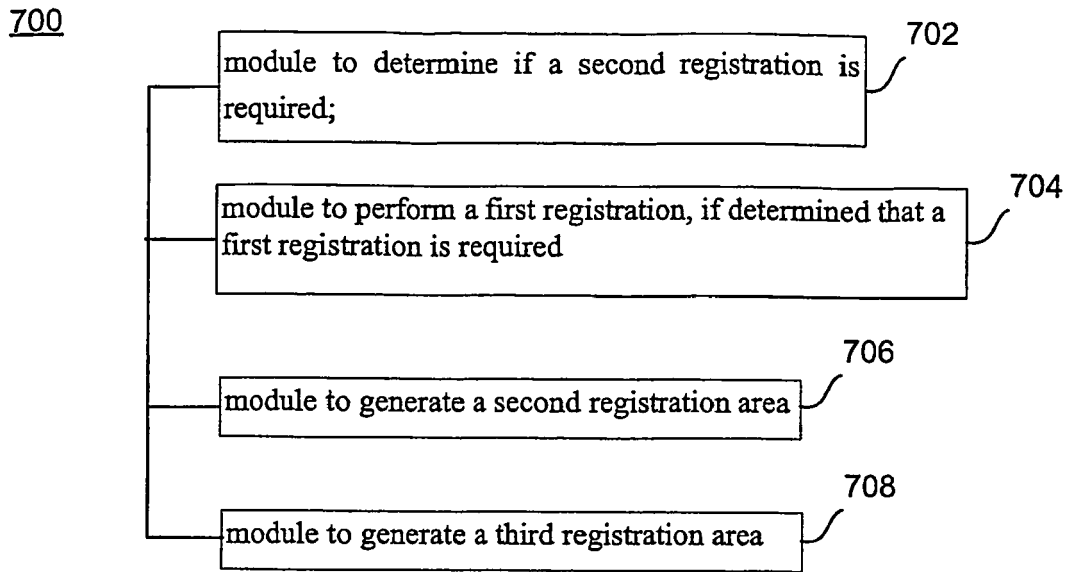 700
702
module to determine if a second registration is
required;
704
module to perform a first registration, if determined that a
first registration is required
706
module to generate a second registration area
708
module to generate a third registration area